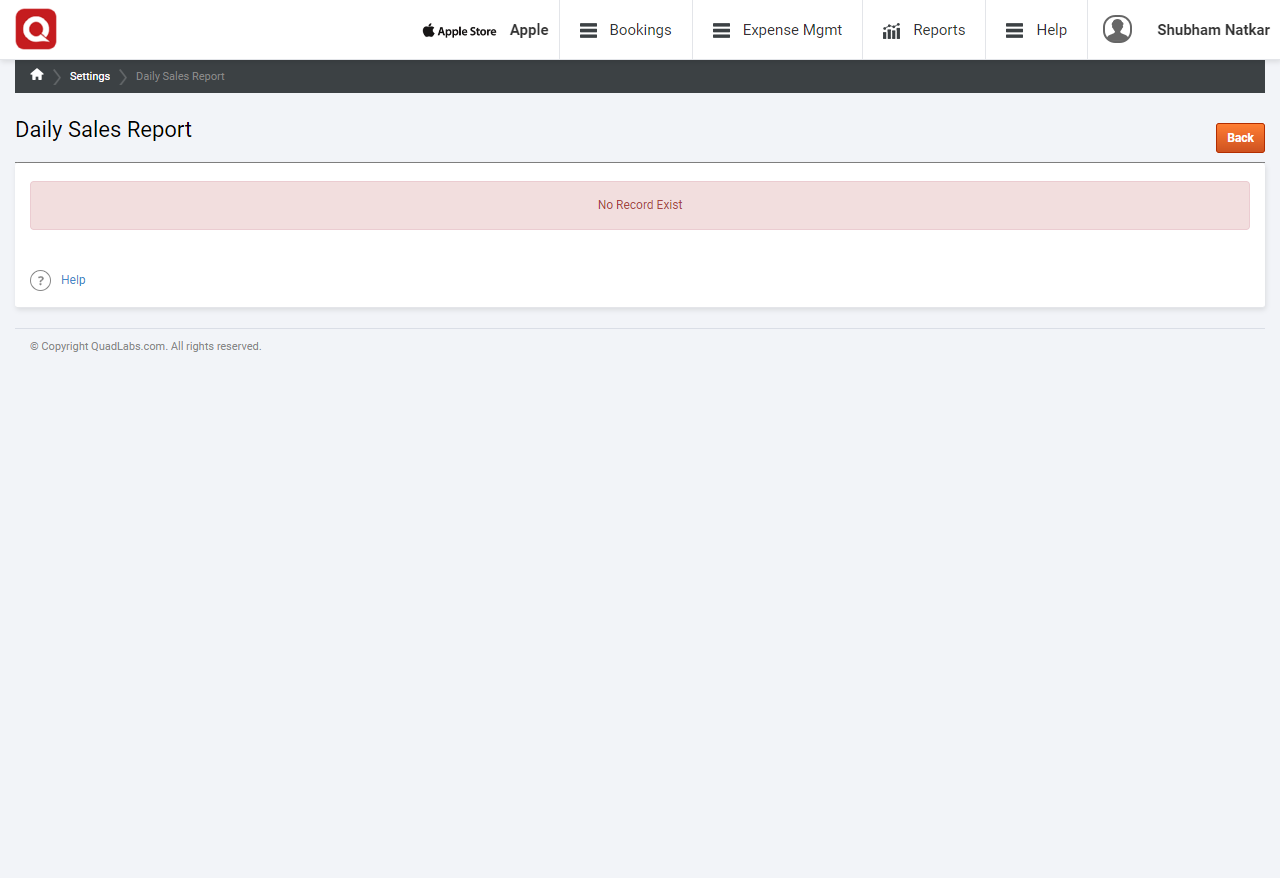 Apple Store Apple Bookings Expense Mgmt Reports Help Shubham Natkar
Settings Daily Sales Report
Daily Sales Report
Back
No Record Exist
? Help
© Copyright QuadLabs.com. All rights reserved.